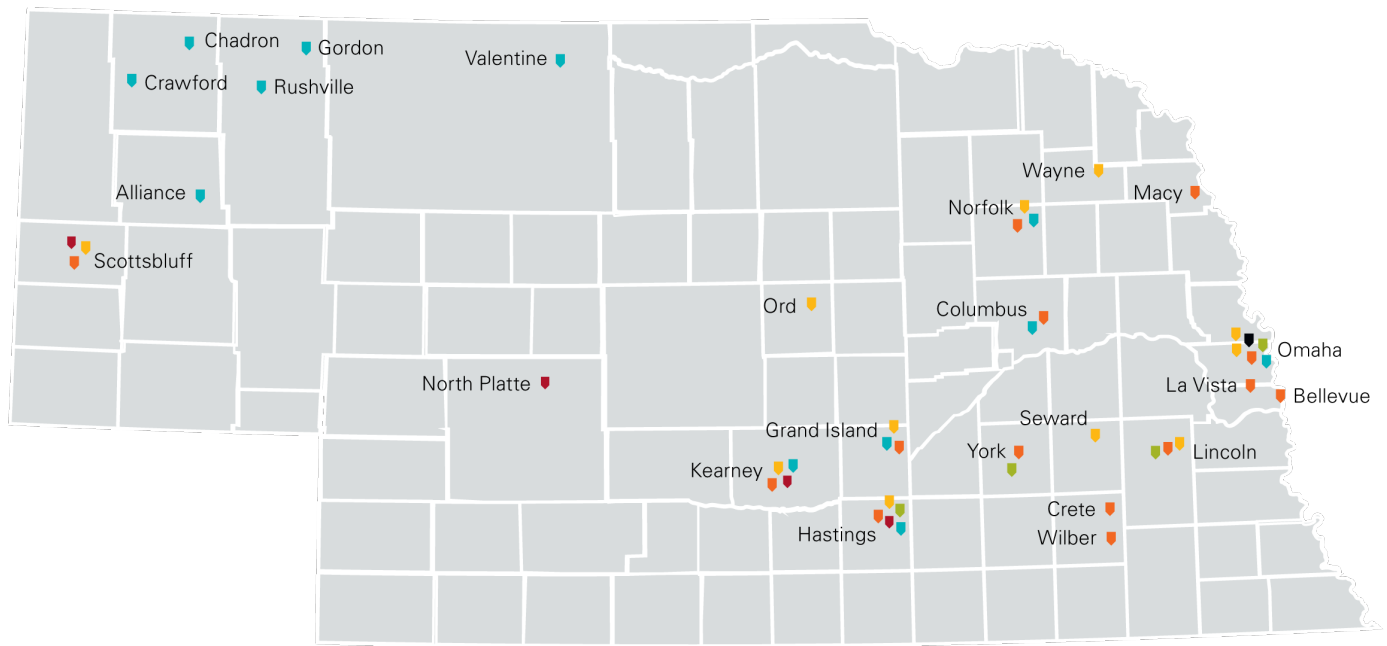 Chadron
Gordon
Valentine
Crawford
Rushville
Wayne
Alliance
Macy
Norfolk
Scottsbluff
Ord
Columbus
Omaha
North Platte
La Vista
Bellevue
Seward
Grand Island
York
Lincoln
Kearney
Crete
Hastings
Wilber